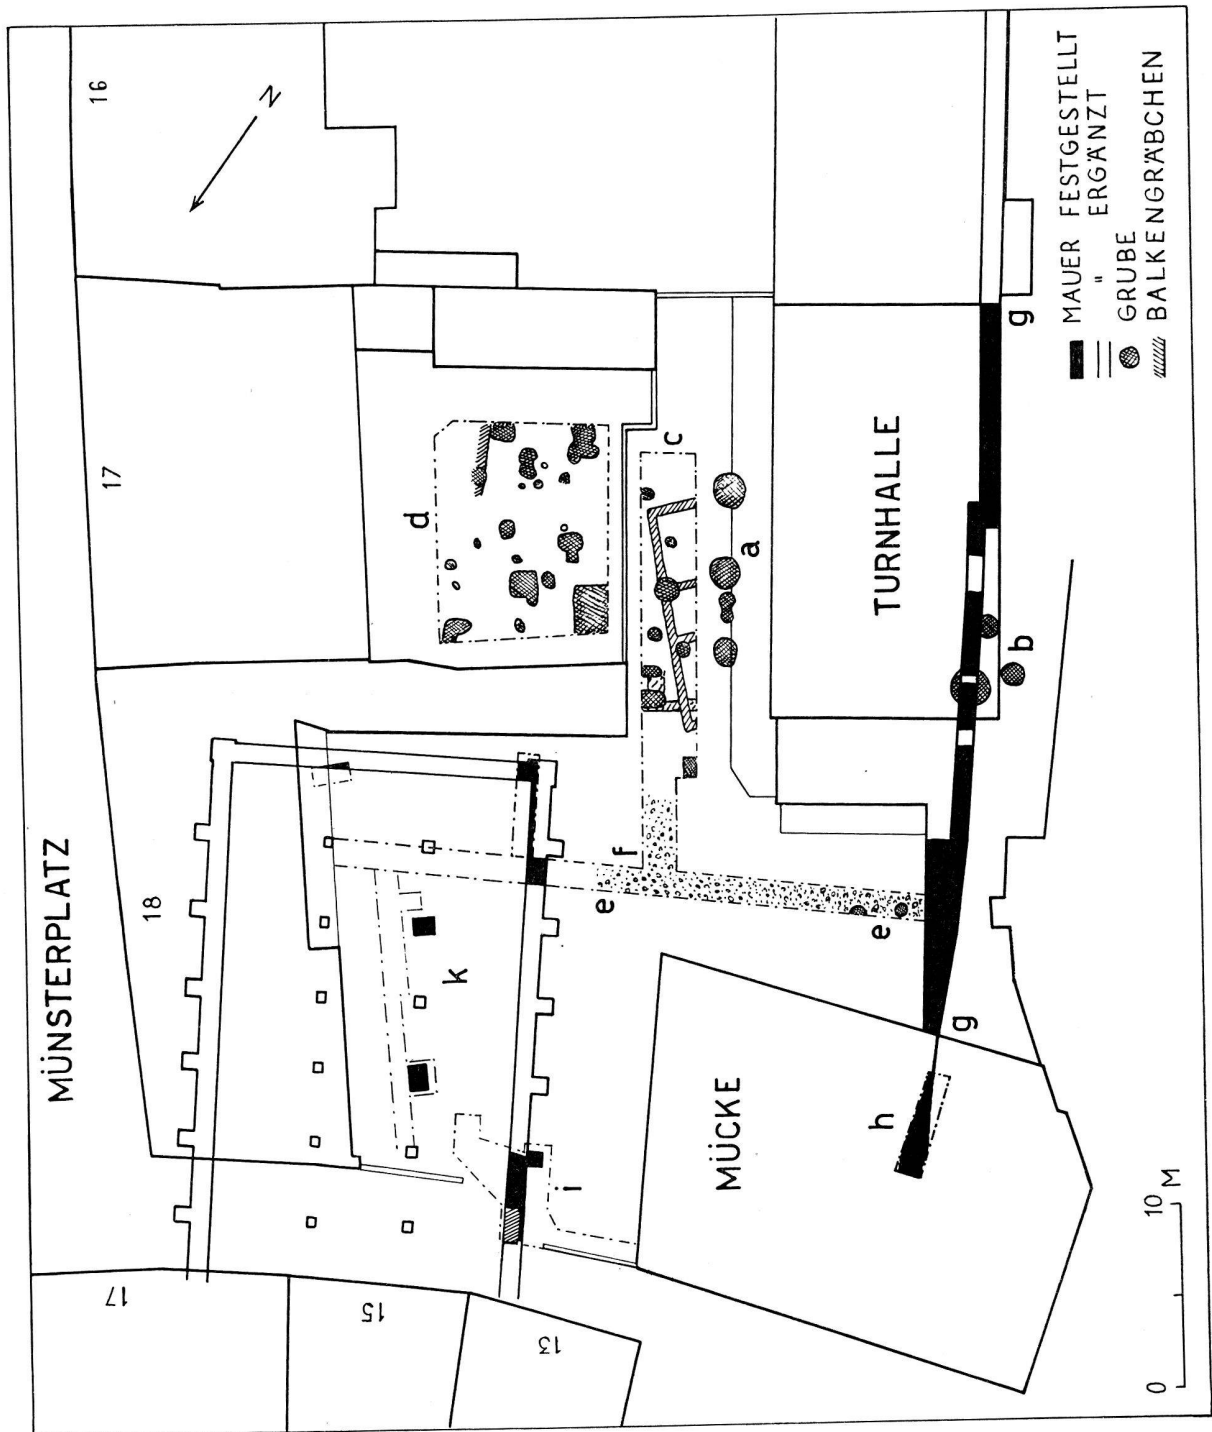 MÜNSTERPLATZ
16
N
17
d
18
c
a
f
e
k
e
i
17
15
13
TURNHALLE
b
g
g
h
MÜCKE
MAUER FESTGESTELLT
" ERGÄNZT
GRUBE
BALKENGRÄBCHEN
0 10 M